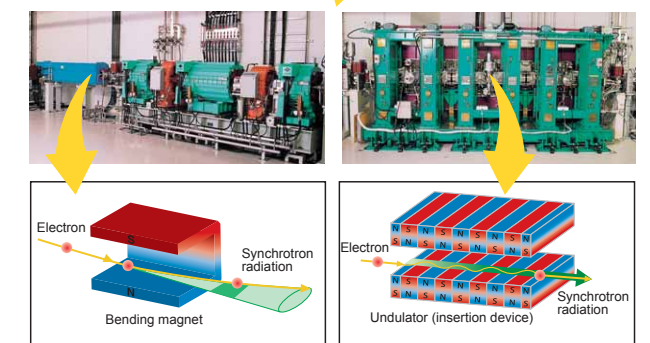 Electron
S
N
Synchrotron
radiation
N
Bending magnet
N S N S N S N S N
S N S N S N S N S
Electron
S N S N S N S N
N S N S N S N S N
Synchrotron
radiation
Undulator (insertion device)